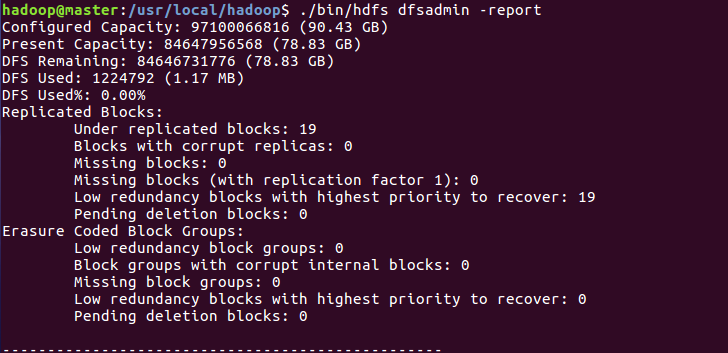 hadoop@master:/usr/local/hadoop$ ./bin/hdfs dfsadmin -report
Configured Capacity: 97100066816 (90.43 GB)
Present Capacity: 84647956568 (78.83 GB)
DFS Remaining: 84646731776 (78.83 GB)
DFS Used: 1224792 (1.17 MB)
DFS Used%: 0.00%
Replicated Blocks:
        Under replicated blocks: 19
        Blocks with corrupt replicas: 0
        Missing blocks: 0
        Missing blocks (with replication factor 1): 0
        Low redundancy blocks with highest priority to recover: 19
        Pending deletion blocks: 0
Erasure Coded Block Groups:
        Low redundancy block groups: 0
        Block groups with corrupt internal blocks: 0
        Missing block groups: 0
        Low redundancy blocks with highest priority to recover: 0
        Pending deletion blocks: 0

-------------------------------------------------